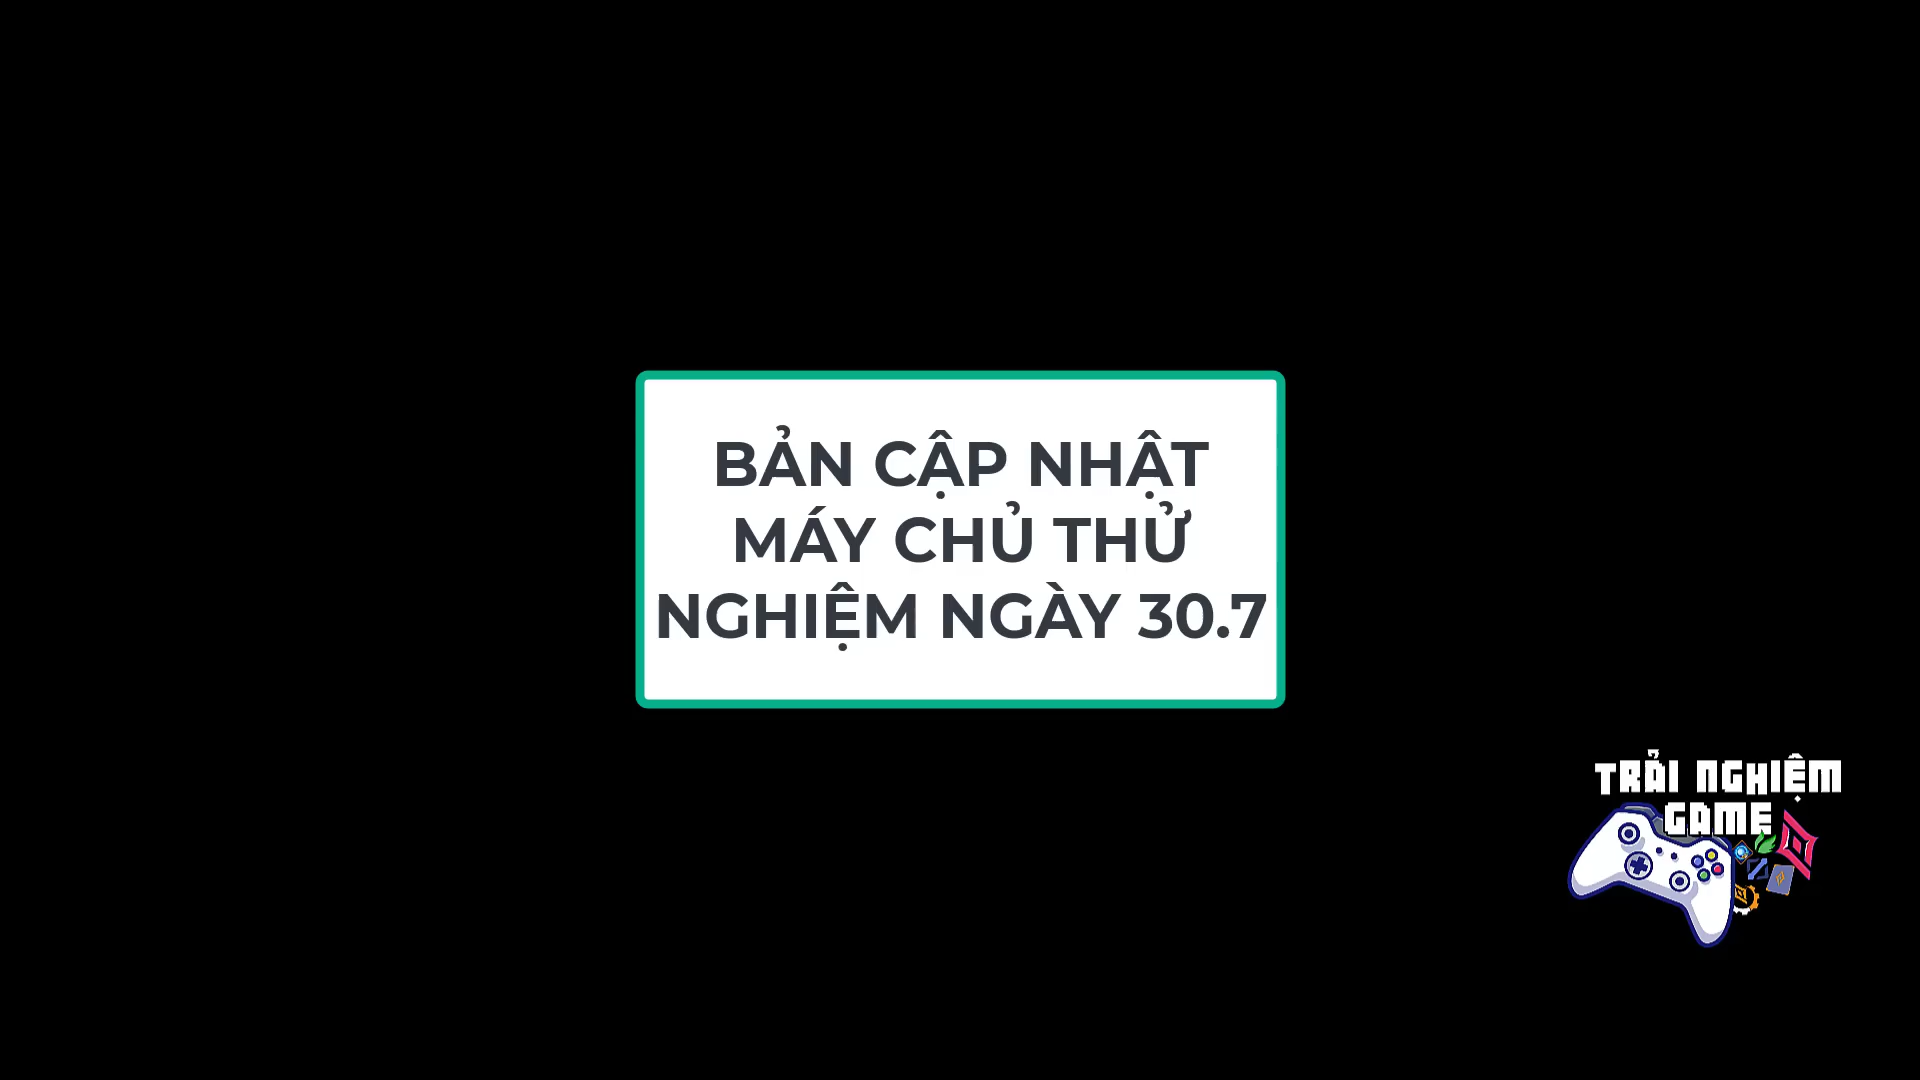 BẢN CẬP NHẬT
MÁY CHỦ THỬ
NGHIỆM NGÀY 30.7
TRẢI NGHIỆM
GAME